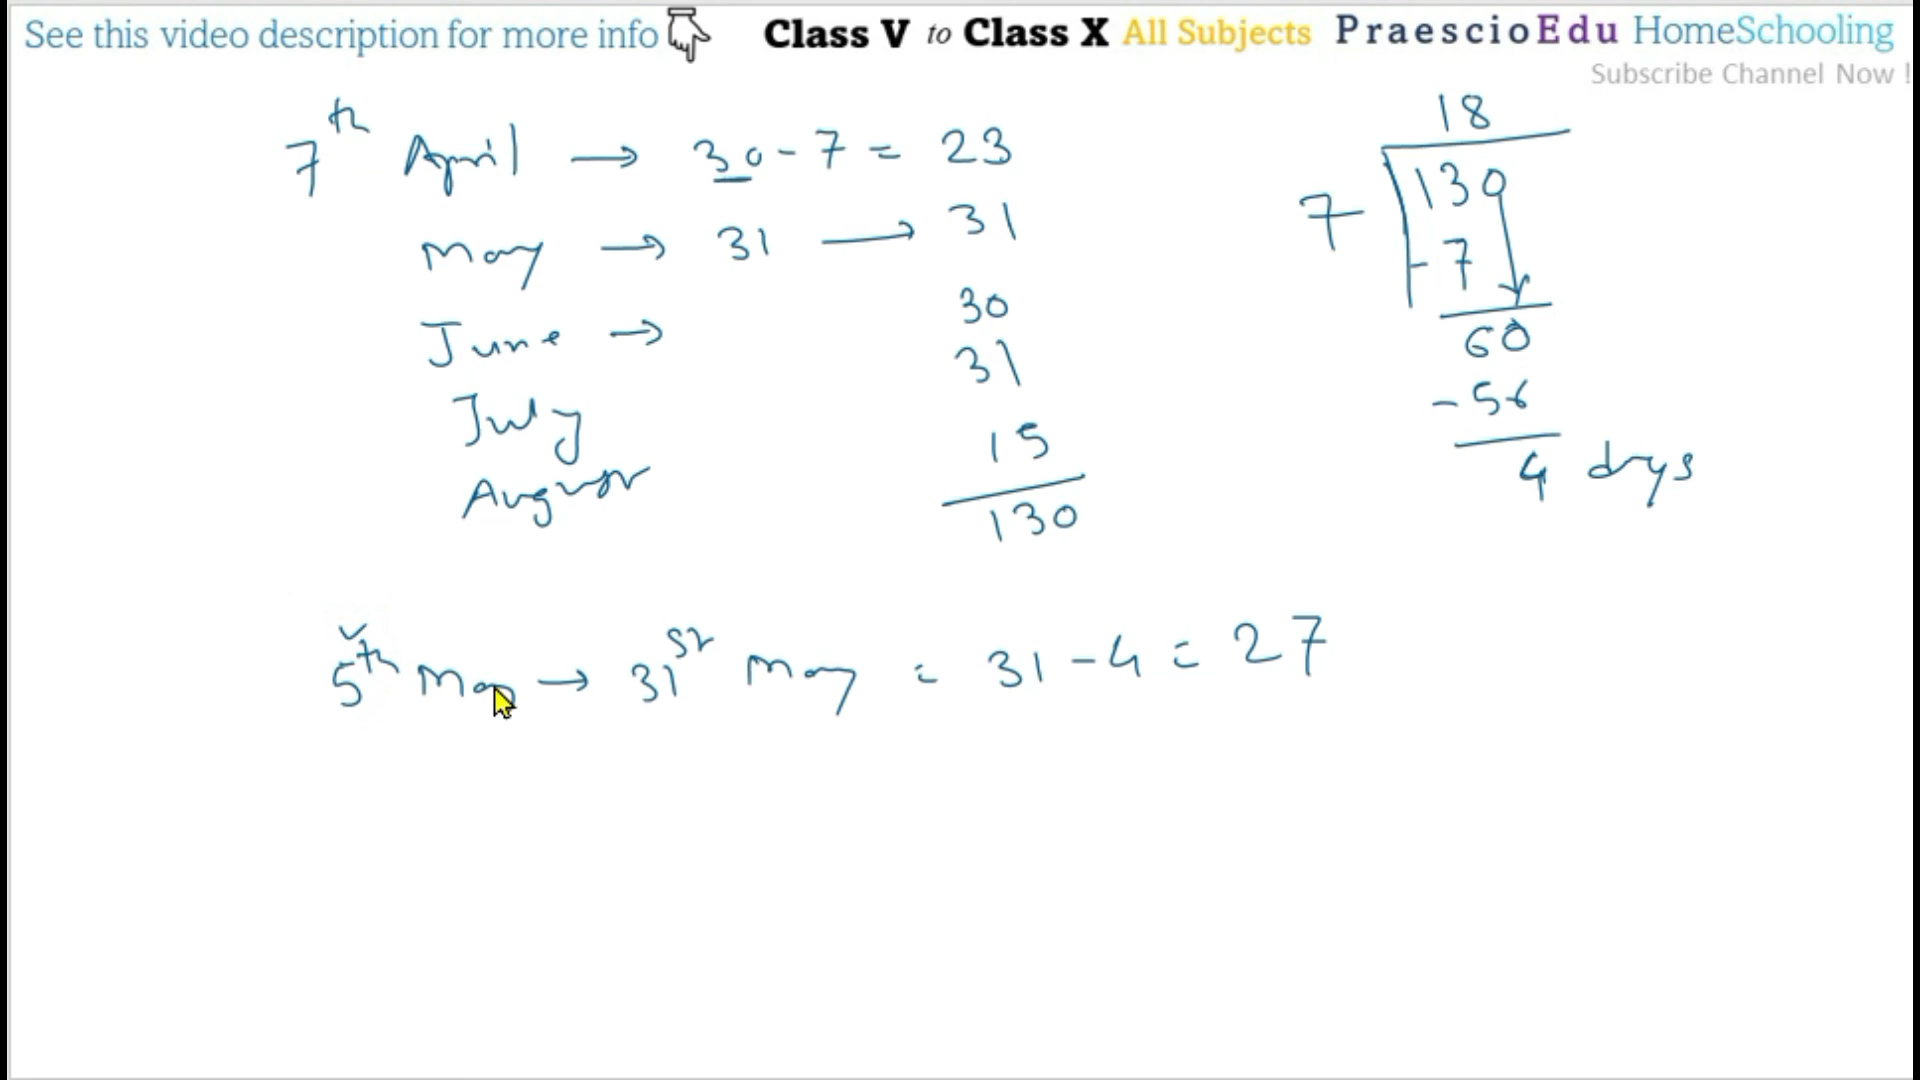 See this video description for more info Class V to Class X All Subjects PraescioEdu HomeSchooling
Subscribe Channel Now !
7th April → 30 - 7 = 23
May → 31 → 31
June → 30
July 31
August 15
130
18
7 130
- 7
60
- 56
4 days
5th May → 31st May = 31 - 4 = 27